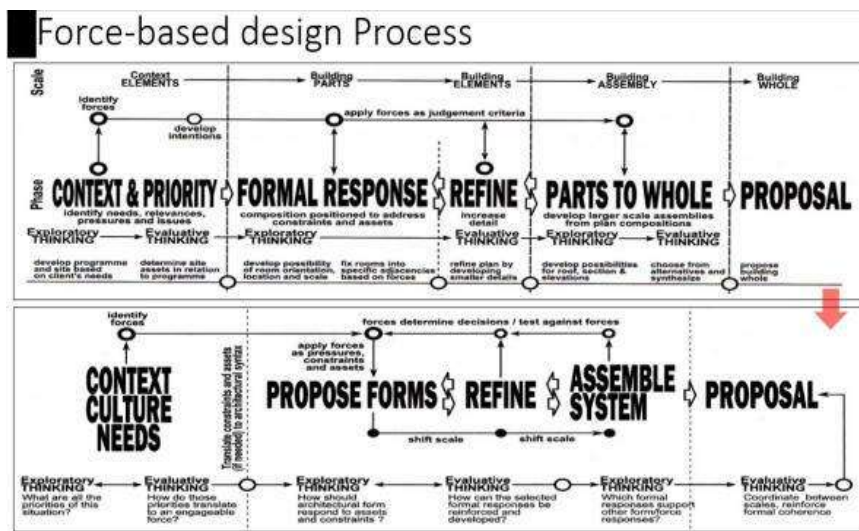 Force-based design Process
Scale
Context
ELEMENTS
Building
PARTS
Building
ELEMENTS
Building
ASSEMBLY
Building
WHOLE
identify
forces
develop
intentions
apply forces as judgement criteria
Phase
CONTEXT & PRIORITY
identify needs, relevances,
pressures and issues
FORMAL RESPONSE
composition positioned to address
constraints and assets
REFINE
increase
detail
PARTS TO WHOLE
develop larger scale assemblies
from plan compositions
PROPOSAL
Exploratory
THINKING
Evaluative
THINKING
Exploratory
THINKING
Evaluative
THINKING
Exploratory
THINKING
Evaluative
THINKING
develop programme
and site based
on client's needs
determine site
assets in relation
to programme
develop possibility
of room orientation,
location and scale
fix rooms into
specific adjacencies
based on forces
refine plan by
developing
smaller details
develop possibilities
for roof, section &
elevations
choose from
alternatives and
synthesize
propose
building
whole
identify
forces
forces determine decisions / test against forces
apply forces
as pressures,
constraints
and assets
CONTEXT
CULTURE
NEEDS
Translate constraints and assets
(if needed) to architectural syntax
PROPOSE FORMS
REFINE
ASSEMBLE
SYSTEM
PROPOSAL
shift scale
shift scale
Exploratory
THINKING
What are all the
priorities of this
situation?
Evaluative
THINKING
How do those
priorities translate
to an engageable
force?
Exploratory
THINKING
How should
architectural form
respond to assets
and constraints ?
Evaluative
THINKING
How can the selected
formal responses be
reinforced and
developed?
Exploratory
THINKING
Which formal
responses support
other form/force
responses?
Evaluative
THINKING
Coordinate between
scales, reinforce
formal coherence